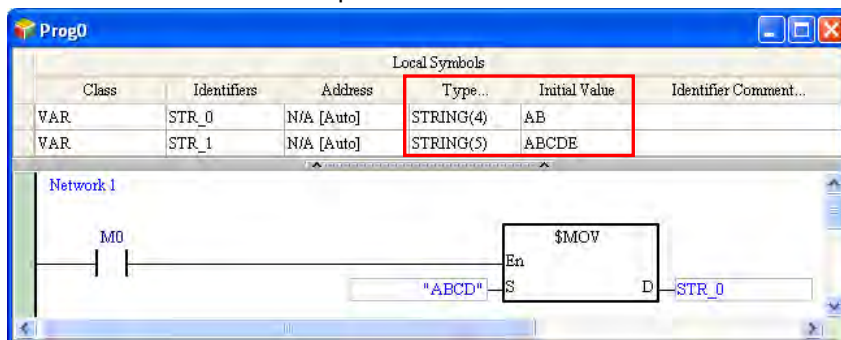 Prog0
Local Symbols
Class Identifiers Address Type... Initial Value Identifier Comment...
VAR STR_0 N/A [Auto] STRING(4) AB
VAR STR_1 N/A [Auto] STRING(5) ABCDE
Network 1
M0 $MOV
En
"ABCD" S D STR_0